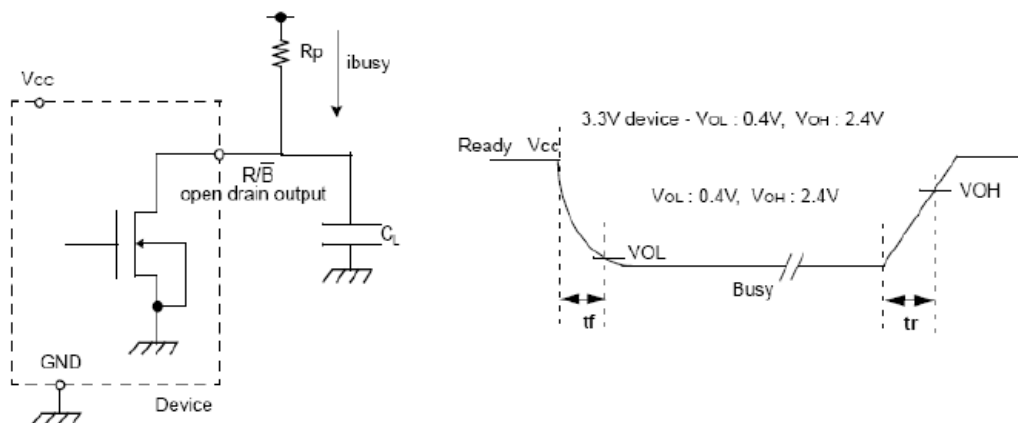 Rp
ibusy
Vcc
R/B̅
open drain output
CL
GND
Device
3.3V device - VOL : 0.4V, VOH : 2.4V
Ready Vcc
VOL : 0.4V, VOH : 2.4V
VOH
VOL
Busy
tf
tr